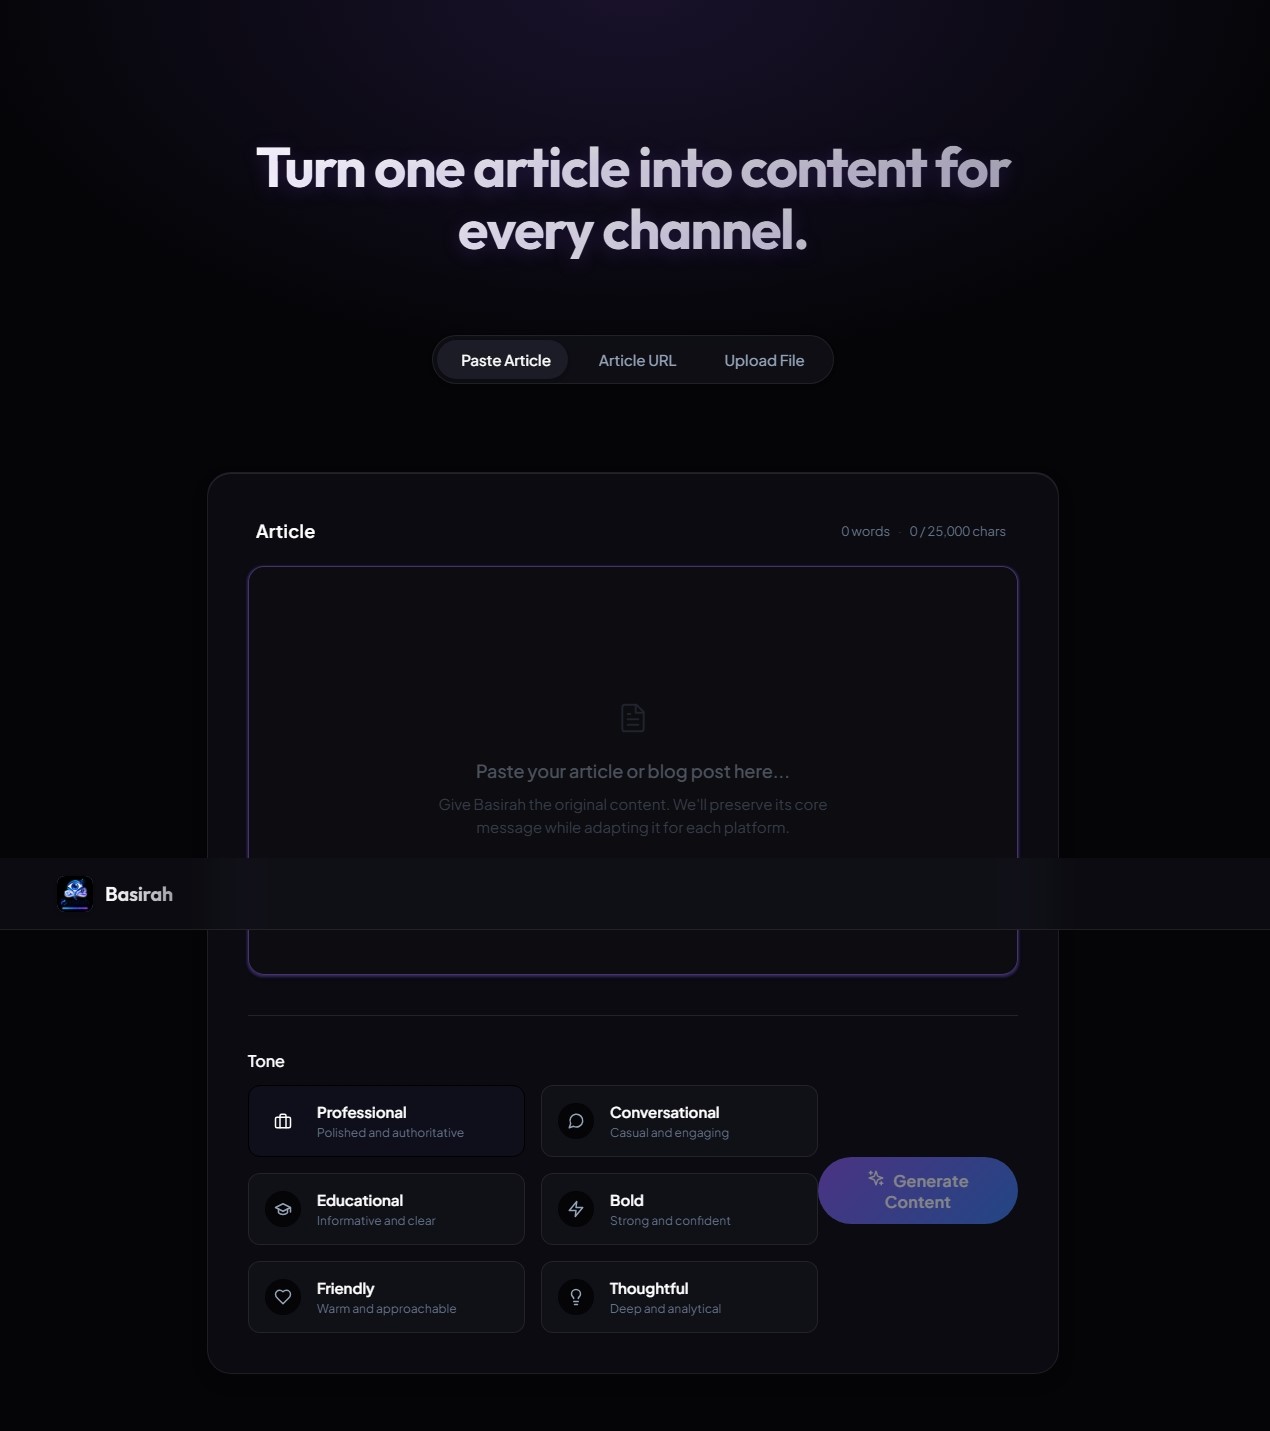 Turn one article into content for
every channel.
Paste Article
Article URL
Upload File
Article
0 words · 0 / 25,000 chars
Paste your article or blog post here...
Give Basirah the original content. We'll preserve its core
message while adapting it for each platform.
Basirah
Tone
Professional
Polished and authoritative
Conversational
Casual and engaging
Educational
Informative and clear
Bold
Strong and confident
Generate
Content
Friendly
Warm and approachable
Thoughtful
Deep and analytical